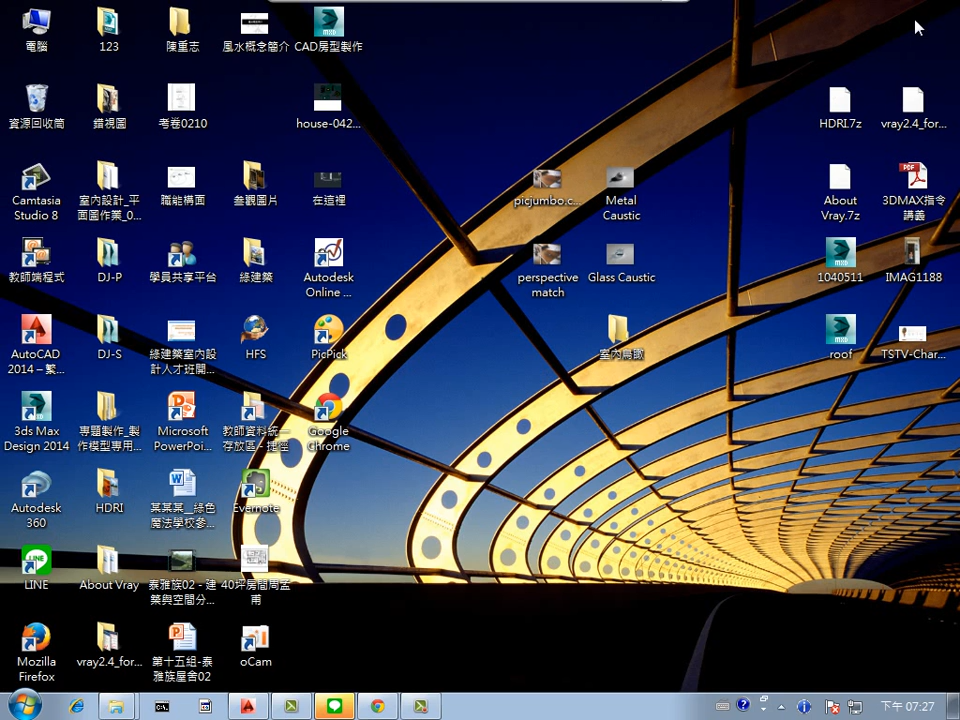 電腦
123
陳重志
風水概念簡介
CAD房型製作
資源回收筒
錯視圖
考卷0210
house-042...
HDRI.7z
vray2.4_for...
Camtasia
Studio 8
室內設計_平
面圖作業_0...
職能構面
叁觀圖片
在這裡
picjumbo.c...
Metal
Caustic
About
Vray.7z
3DMAX指令
講義
教師端程式
DJ-P
學員共享平台
綠建築
Autodesk
Online ...
perspective
match
Glass Caustic
1040511
IMAG1188
AutoCAD
2014 – 繁...
DJ-S
綠建築室內設
計人才班開...
HFS
PicPick
室內鳥瞰
roof
TSTV-Char...
3ds Max
Design 2014
專題製作_製
作模型專用...
Microsoft
PowerPoi...
教師資料統一
存放區 - 捷徑
Google
Chrome
Autodesk
360
HDRI
某某某__綠色
魔法學校參...
Evernote
LINE
About Vray
泰雅族02 - 建
築與空間分...
40坪房間周孟
甫
Mozilla
Firefox
vray2.4_for...
第十五組-泰
雅族屋舍02
oCam
下午 07:27